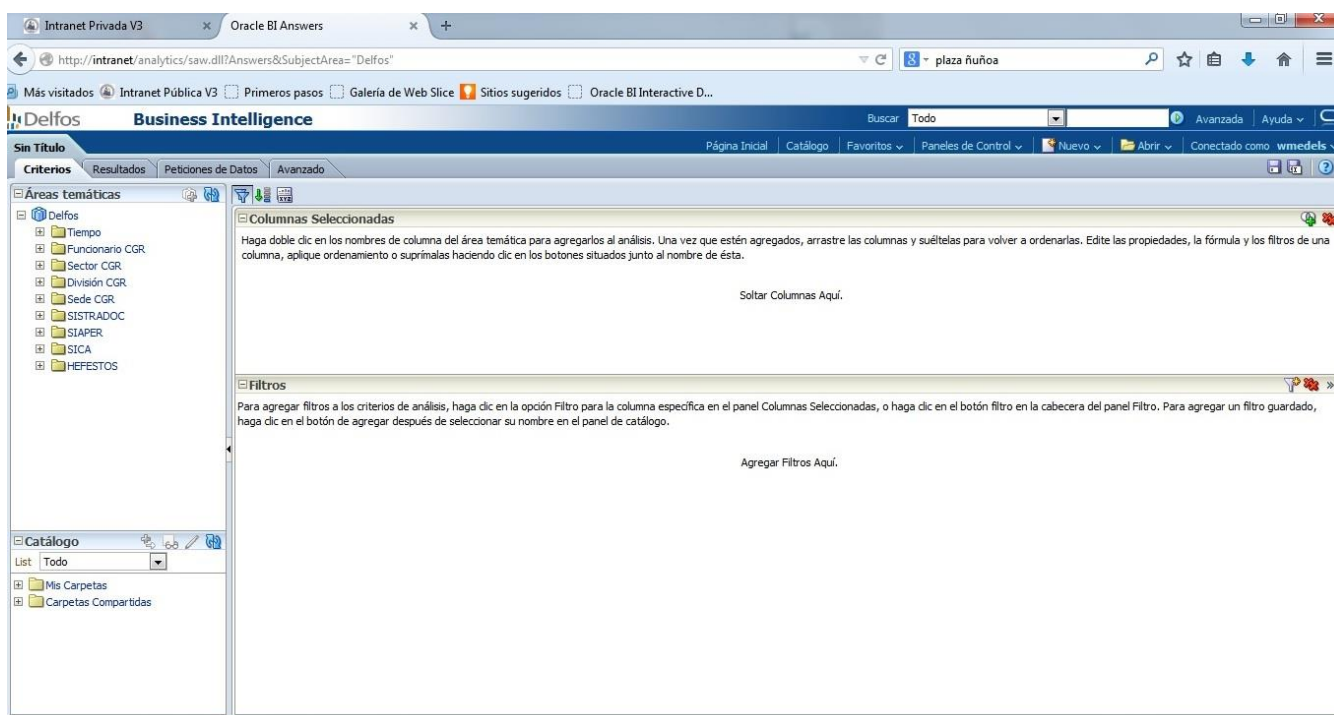 Intranet Privada V3
Oracle BI Answers
http://intranet/analytics/saw.dll?Answers&SubjectArea="Delfos"
8 plaza ñuñoa
Más visitados Intranet Pública V3 Primeros pasos Galería de Web Slice Sitios sugeridos Oracle BI Interactive D...
Delfos Business Intelligence Buscar Todo Avanzada Ayuda
Sin Título Página Inicial Catálogo Favoritos Paneles de Control Nuevo Abrir Conectado como wmedels
Criterios Resultados Peticiones de Datos Avanzado
Áreas temáticas
Delfos
Tiempo
Funcionario CGR
Sector CGR
División CGR
Sede CGR
SISTRADOC
SIAPER
SICA
HEFESTOS
Catálogo
List Todo
Mis Carpetas
Carpetas Compartidas
Columnas Seleccionadas
Haga doble clic en los nombres de columna del área temática para agregarlos al análisis. Una vez que estén agregados, arrastre las columnas y suéltelas para volver a ordenarlas. Edite las propiedades, la fórmula y los filtros de una
columna, aplique ordenamiento o suprímalas haciendo clic en los botones situados junto al nombre de ésta.
Soltar Columnas Aquí.
Filtros
Para agregar filtros a los criterios de análisis, haga clic en la opción Filtro para la columna específica en el panel Columnas Seleccionadas, o haga clic en el botón filtro en la cabecera del panel Filtro. Para agregar un filtro guardado,
haga clic en el botón de agregar después de seleccionar su nombre en el panel de catálogo.
Agregar Filtros Aquí.